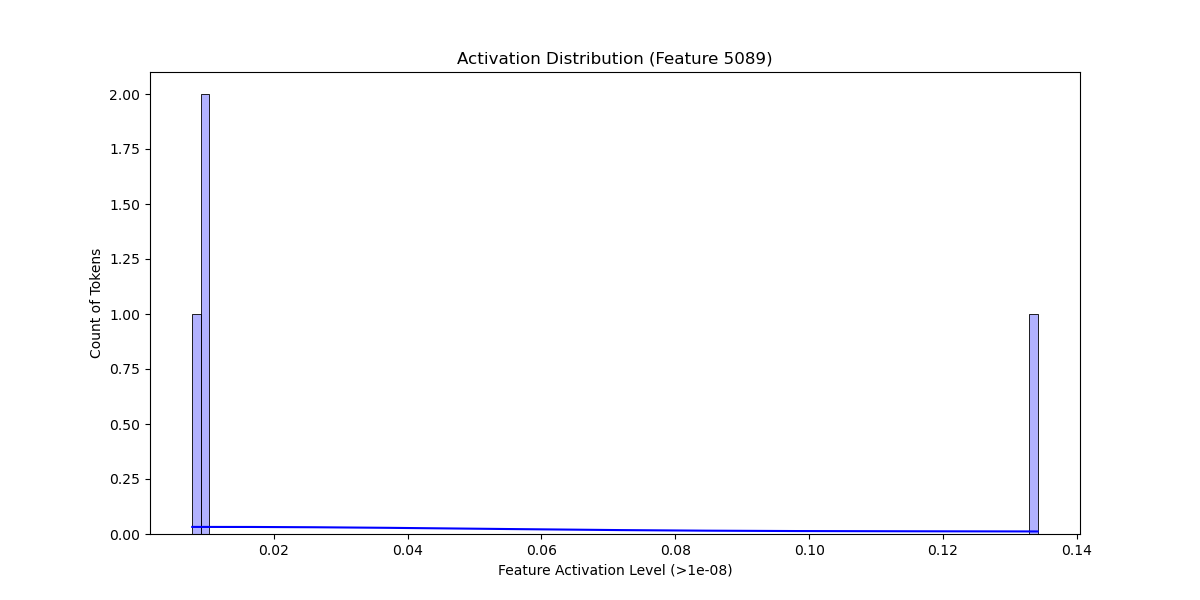 Activation Distribution (Feature 5089)
2.00
1.75
1.50
1.25
1.00
0.75
0.50
0.25
0.00
Count of Tokens
0.02 0.04 0.06 0.08 0.10 0.12 0.14
Feature Activation Level (>1e-08)